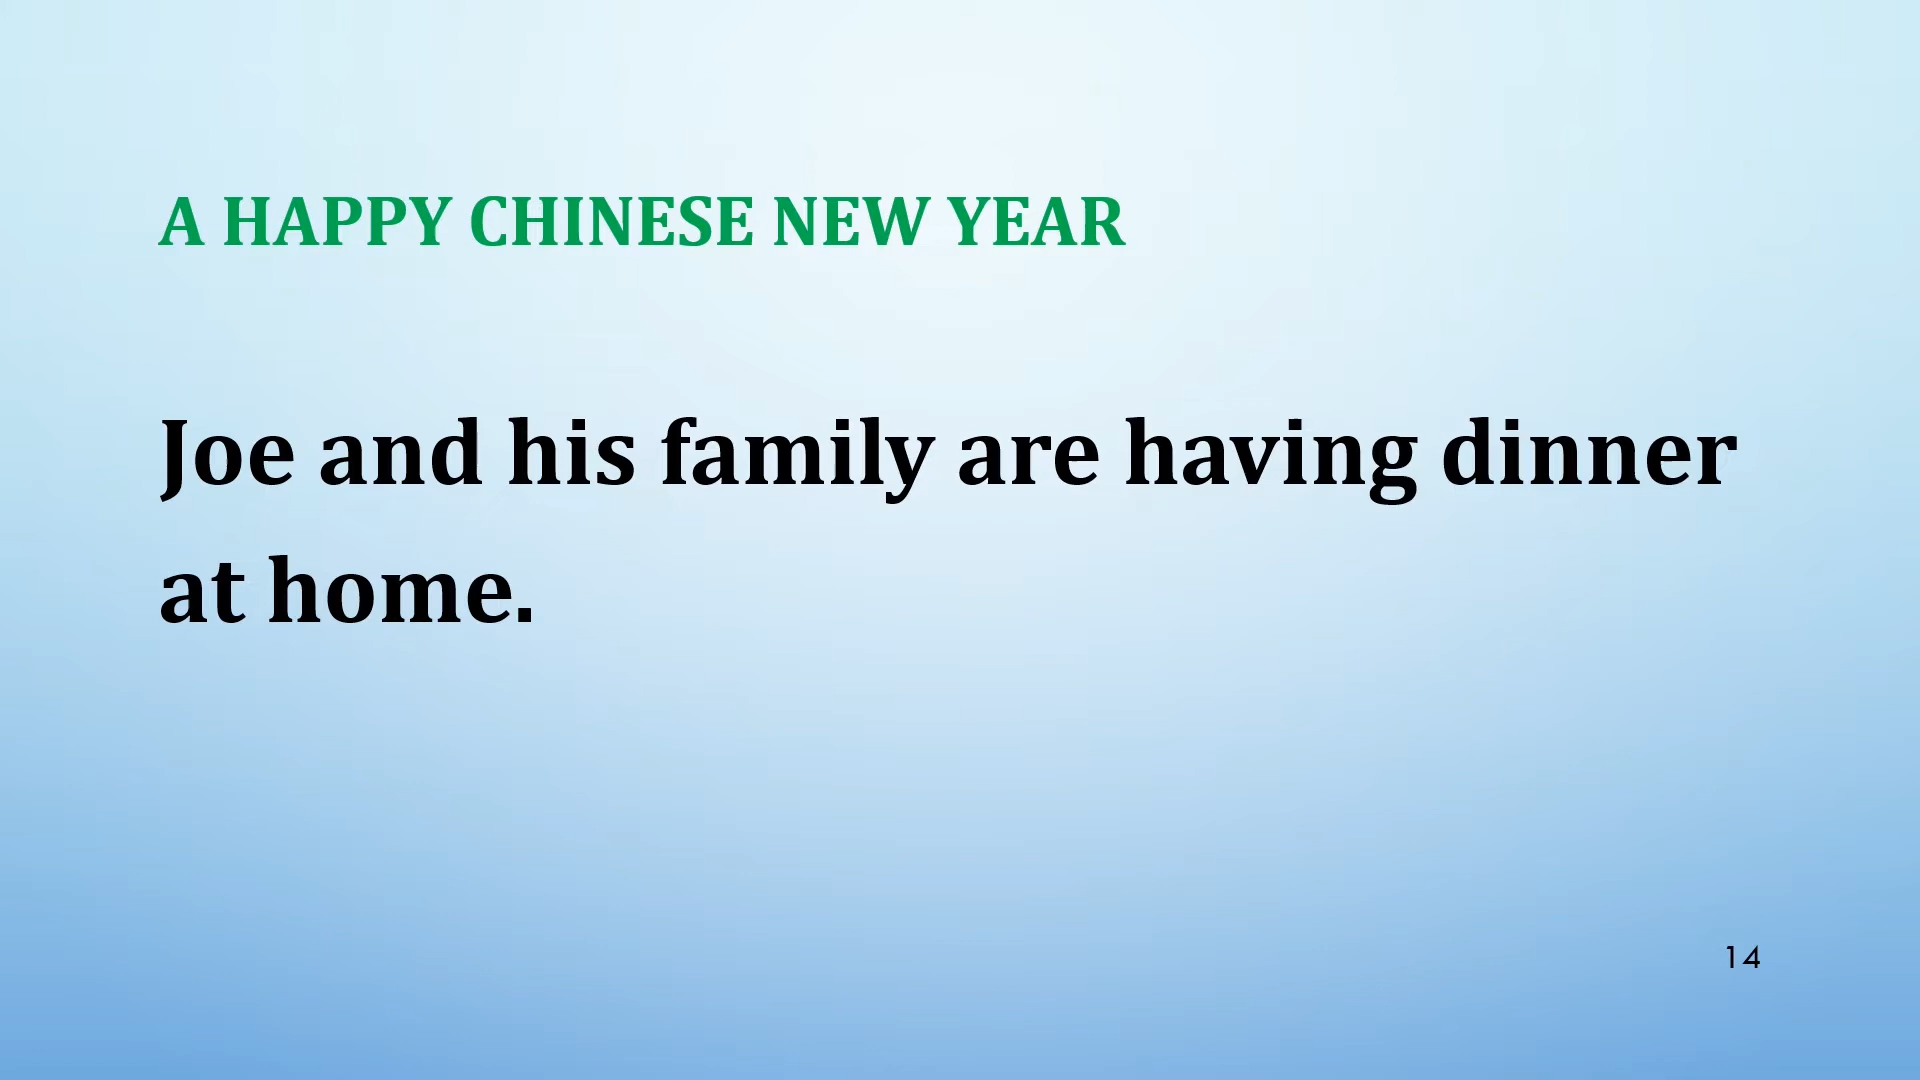 A HAPPY CHINESE NEW YEAR
Joe and his family are having dinner
at home.
14